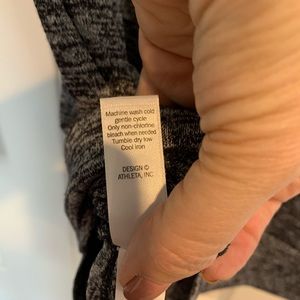 Machine wash cold
gentle cycle
Only non-chlorine,
bleach when needed
Tumble dry low
Cool iron
DESIGN ©
ATHLETA, INC